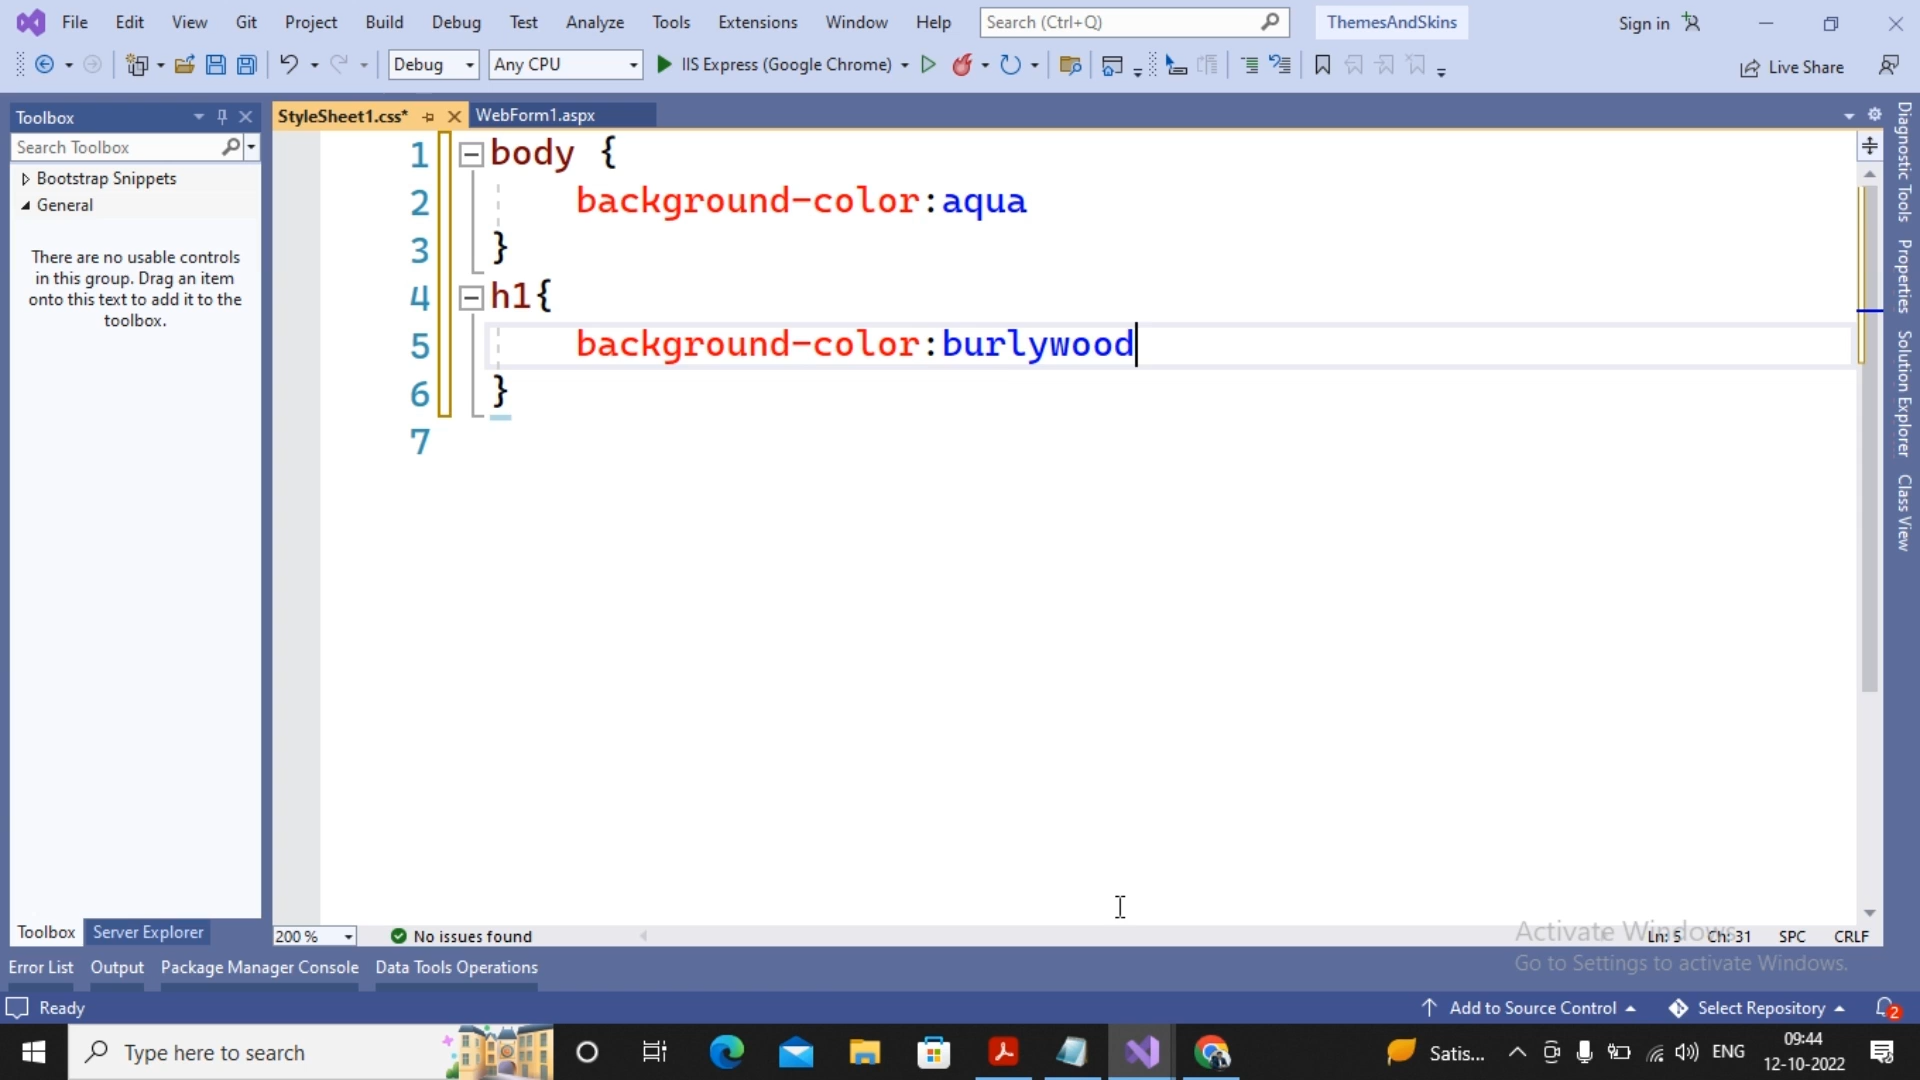 File Edit View Git Project Build Debug Test Analyze Tools Extensions Window Help Search (Ctrl+Q) ThemesAndSkins Sign in
Debug Any CPU IIS Express (Google Chrome) Live Share
Toolbox
StyleSheet1.css* WebForm1.aspx
Search Toolbox
Bootstrap Snippets
General
There are no usable controls
in this group. Drag an item
onto this text to add it to the
toolbox.
1 body {
2 background-color:aqua
3 }
4 h1{
5 background-color:burlywood
6 }
7
Diagnostic Tools
Properties
Solution Explorer
Class View
Toolbox Server Explorer
200 % No issues found Ln: 5 Ch: 31 SPC CRLF
Activate Windows
Go to Settings to activate Windows.
Error List Output Package Manager Console Data Tools Operations
Ready Add to Source Control Select Repository 2
Type here to search Satis... ENG 09:44
12-10-2022